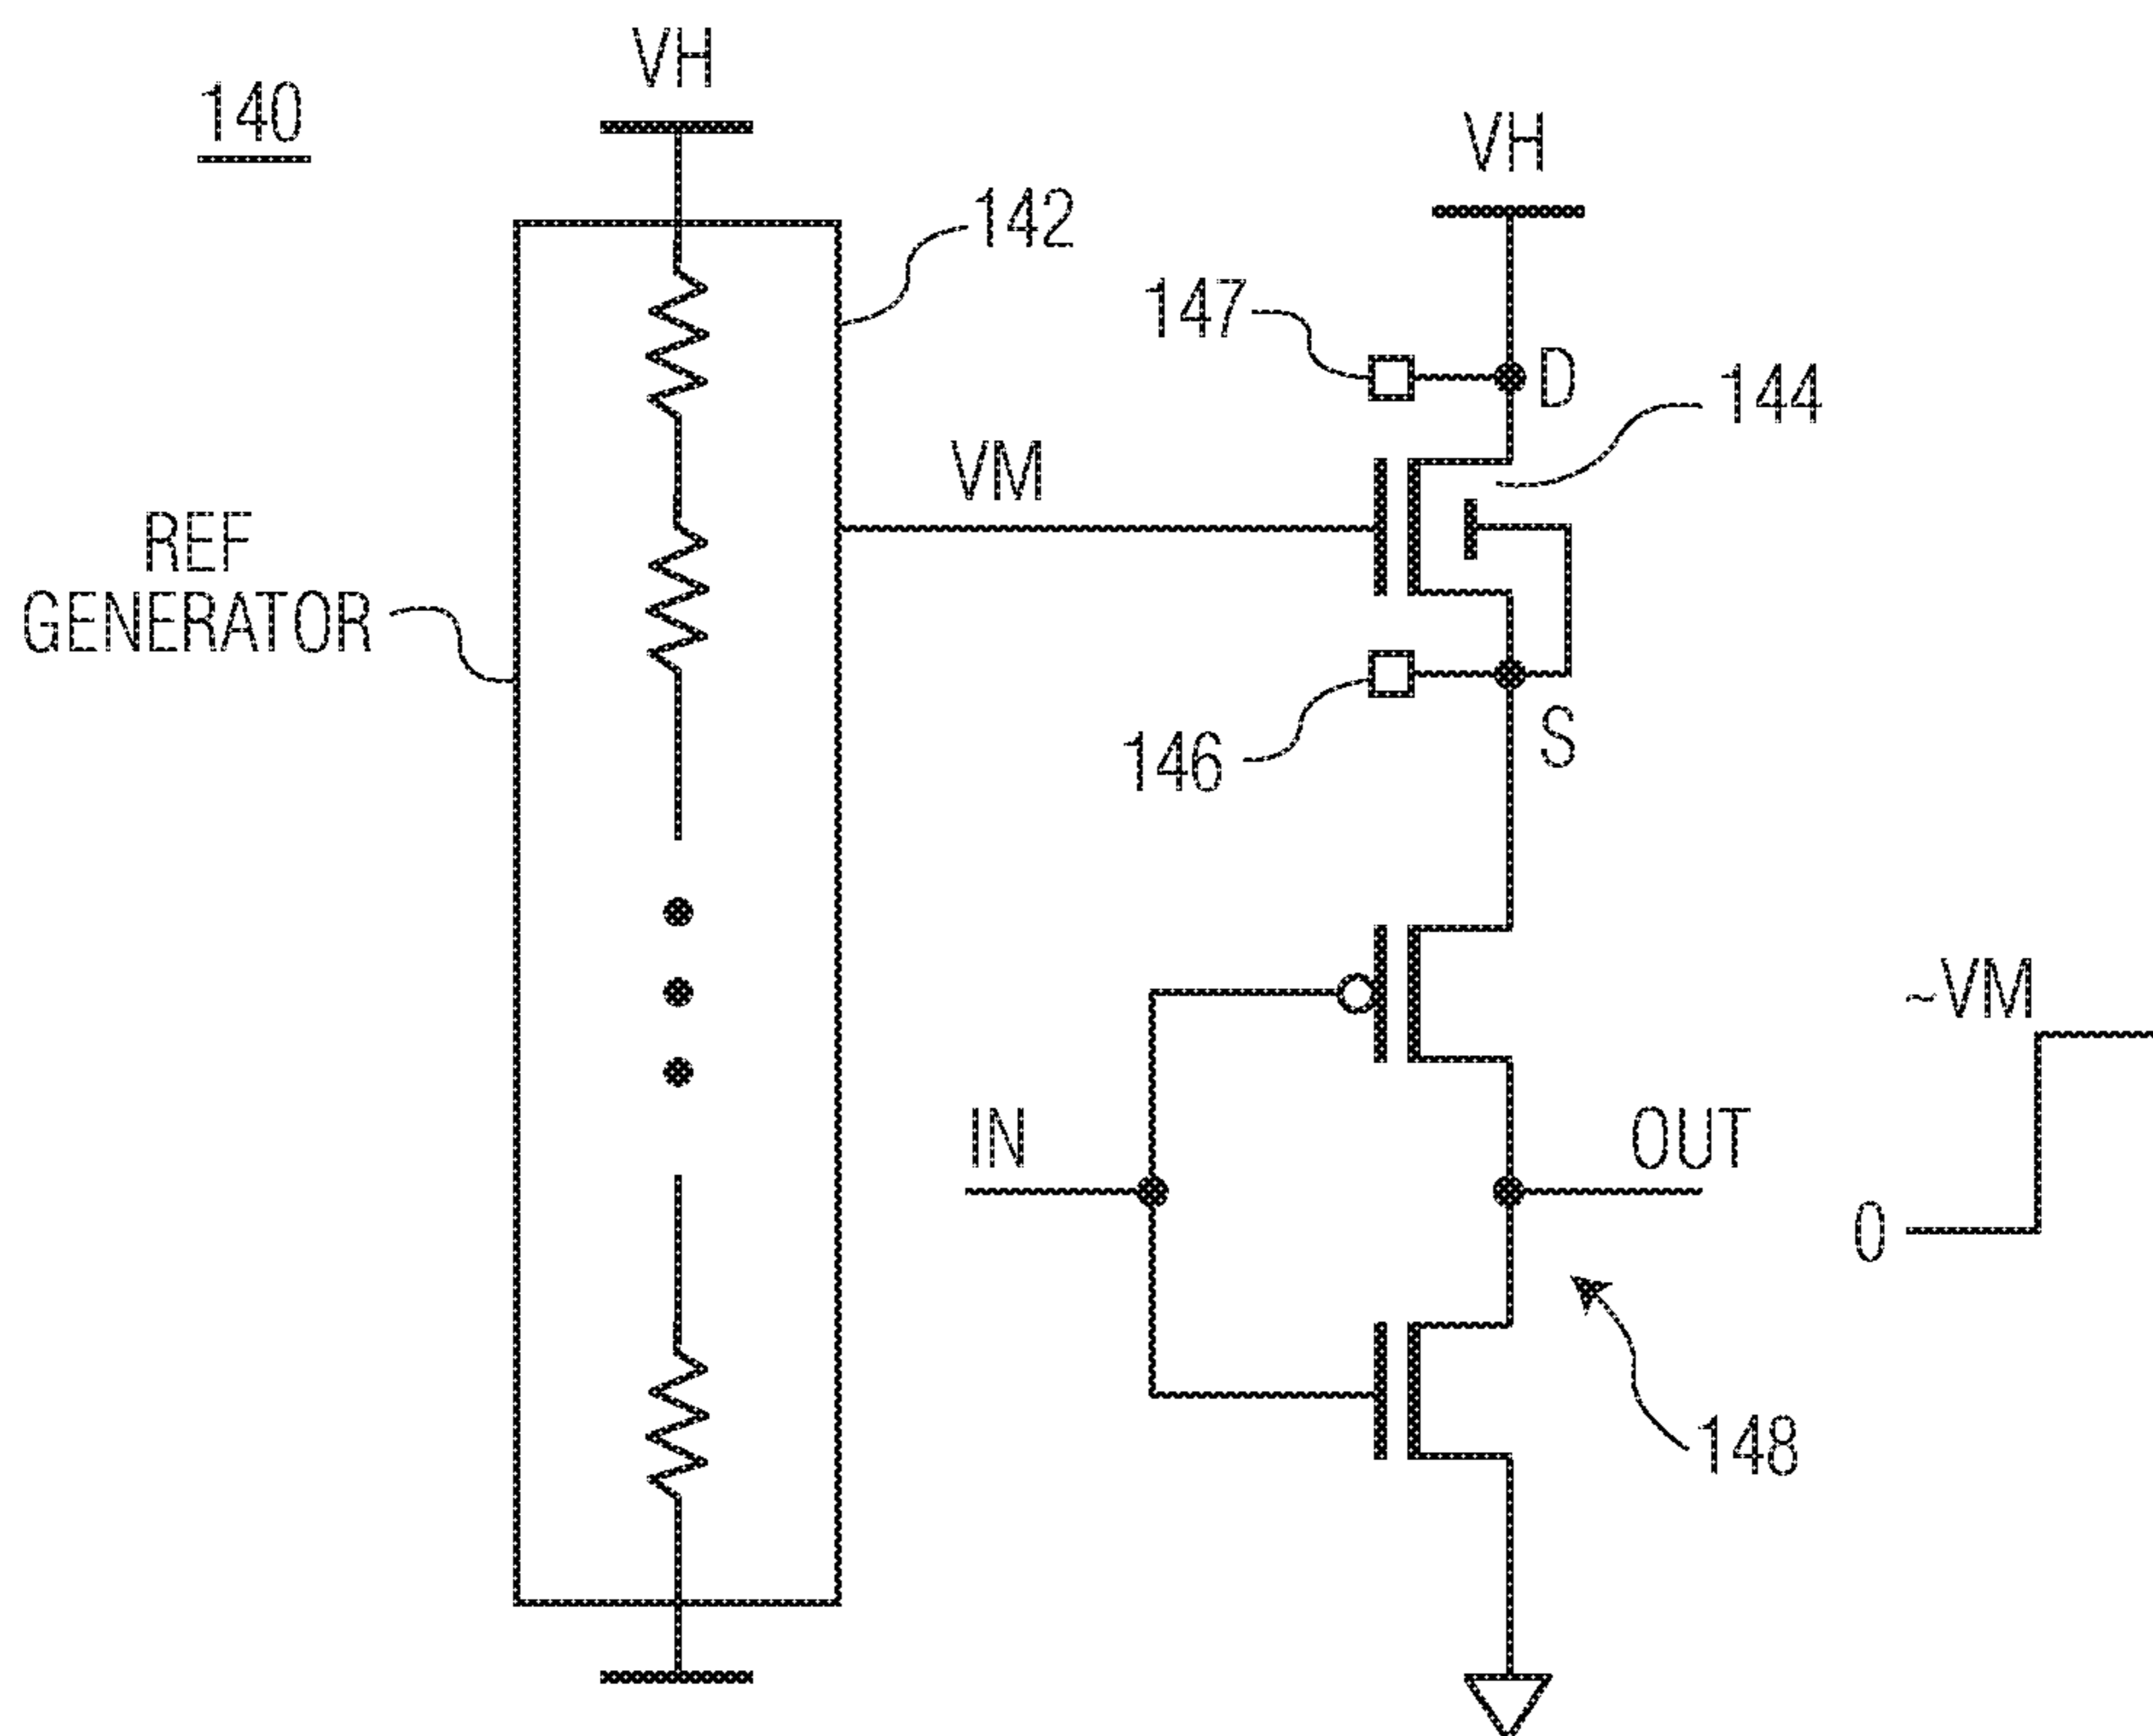 140
VH
VH
142
147
D
144
VM
REF
GENERATOR
S
146
~VM
IN
OUT
0
148